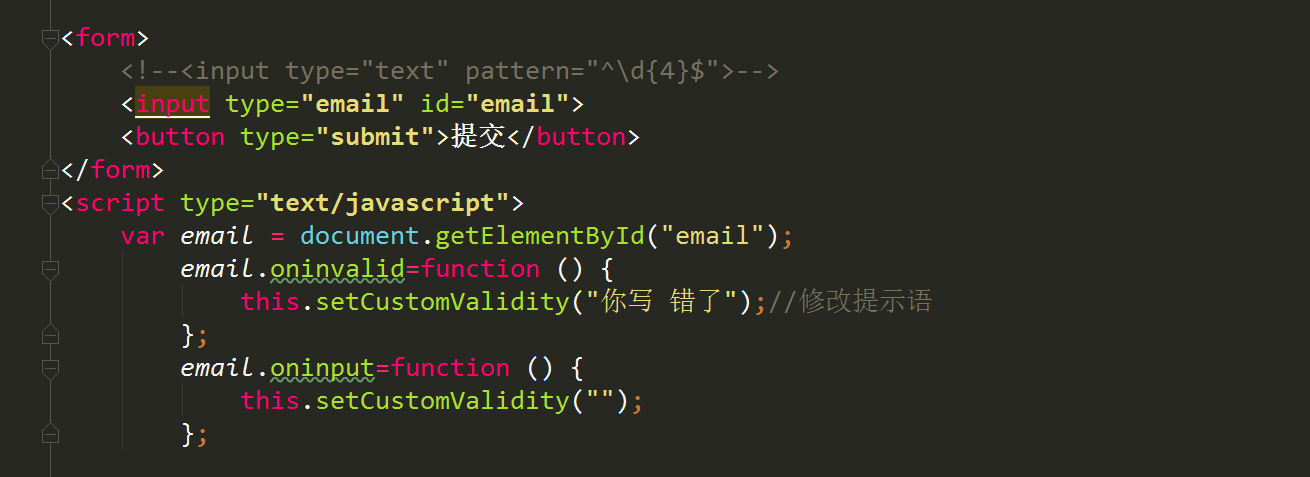 <form>
<!--<input type="text" pattern="^\d{4}$">-->
<input type="email" id="email">
<button type="submit">提交</button>
</form>
<script type="text/javascript">
var email = document.getElementById("email");
email.oninvalid=function () {
this.setCustomValidity("你写 错了");//修改提示语
};
email.oninput=function () {
this.setCustomValidity("");
};